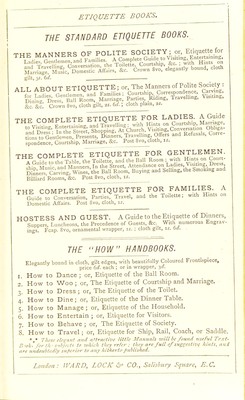 ETIQUETTE BOOKS.
THE STANDARD ETIQUETTE BOOKS.
THE MANNERS OF POLITE SOCIETY; or, Etiquette for
Ladies, Gentlemen, and Families. A Complete Guide to Visiting, Entertaining,
and Travelling, Conversation, the Toilette, Courtship, &c.; with Hints on
Marriage, Music, Domestic Affairs, &c. Crown 8vo, elegantly bound, cloth
gilt, 3s. 6d.
ALL ABOUT ETIQUETTE; or, The Manners of Polite Society:
for Ladies, Gentlemen, and Families; Courtship, Correspondence, Carving,
Dining, Dress, Ball Room, Marriage, Parties, Riding, Travelling, Visiting,
&c. &c. Crown 8vo, cloth gilt, 2s. 6d.; cloth plain, 2s.
THE COMPLETE ETIQUETTE FOR LADIES. A Guide
to Visiting, Entertaining, and Travelling; with Hints on Courtship, Marriage,
and Dress; In the Street, Shopping, At Church, Visiting, Conversation, Obliga-
tions to Gentlemen, Presents, Dinners, Travelling, Offers and Refusals, Corre-
spondence, Courtship, Marriage, &c. Post 8vo, cloth, 1s.
THE COMPLETE ETIQUETTE FOR GENTLEMEN.
A Guide to the Table, the Toilette, and the Ball Room; with Hints on Court-
ship, Music, and Manners; In the Street, Attendance on Ladies, Visiting, Dress,
Dinners, Carving, Wines, the Ball Room, Buying and Selling, the Smoking and
Billiard Rooms, &c. Post 8vo, cloth, 1s.
THE COMPLETE ETIQUETTE FOR FAMILIES. A
Guide to Conversation, Parties, Travel, and the Toilette; with Hints on
Domestic Affairs. Post 8vo, cloth, 1s.
HOSTESS AND GUEST. A Guide to the Etiquette of Dinners,
Suppers, Luncheons, the Precedence of Guests, &c. With numerous Engrav-
ings. Fcap. 8vo, ornamental wrapper, 1s.; cloth gilt, 1s. 6d.
THE "HOW" HANDBOOKS.
Elegantly bound in cloth, gilt edges, with beautifully-Coloured Frontispiece,
price 6d. each; or in wrapper, 3d.
1. How to Dance; or, Etiquette of the Ball Room.
2. How to Woo; or, The Etiquette of Courtship and Marriage.
3. How to Dress; or, Etiquette of the Toilet.
4. How to Dine; or, Etiquette of the Dinner Table.
5. How to Manage; or, Etiquette of the Household.
6. How to Entertain; or, Etiquette for Visitors.
7. How to Behave; or, The Etiquette of Society.
8. How to Travel; or, Etiquette for Ship, Rail, Coach, or Saddle.
*** These elegant and attractive little Manuals will be found useful Text-
Books for the subjects to which they refer; they are full of suggesting hints, and
are undoubtedly superior to any hitherto published.
London: WARD, LOCK & CO., Salisbury Square, E.C.